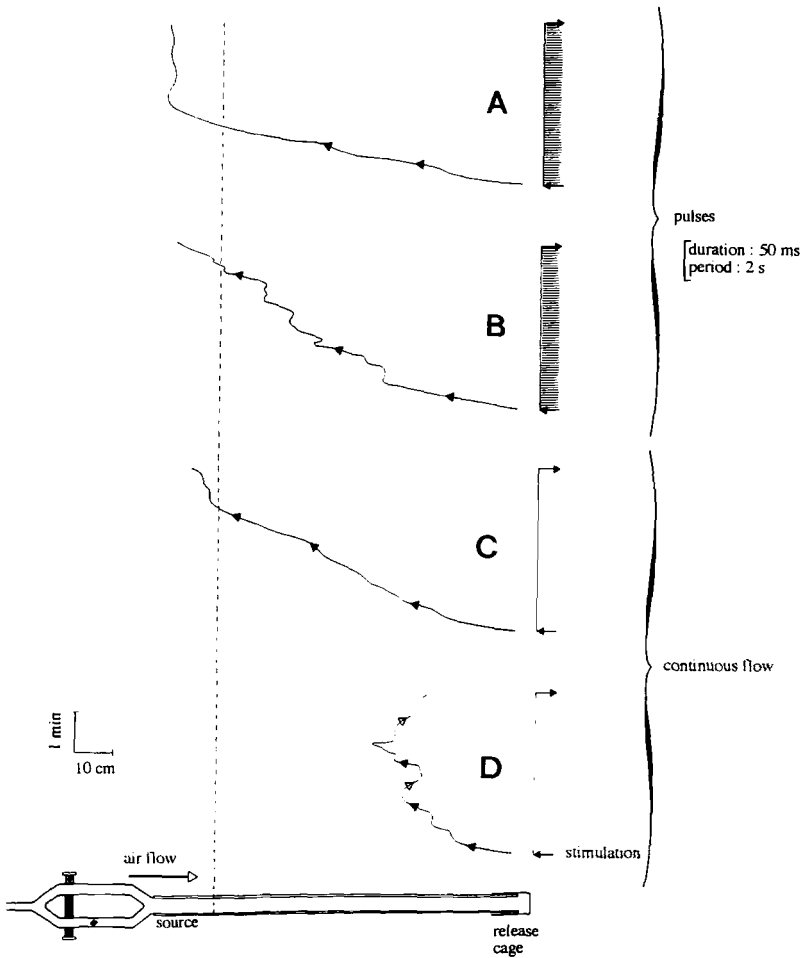 A
pulses
duration : 50 ms
period : 2 s
B
C
continuous flow
1 min
10 cm
D
stimulation
air flow
source
release
cage